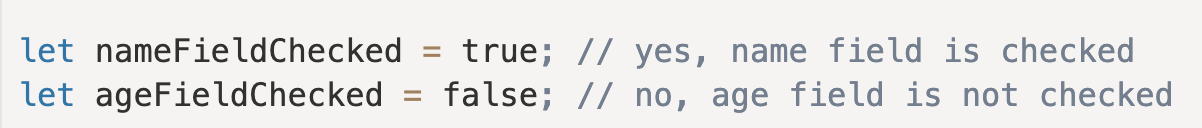 let nameFieldChecked = true; // yes, name field is checked
let ageFieldChecked = false; // no, age field is not checked